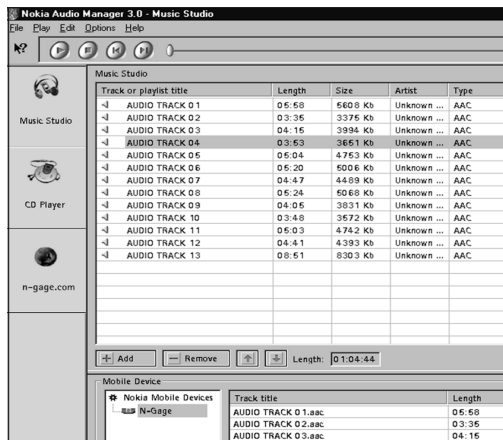 Nokia Audio Manager 3.0 - Music Studio
File Play Edit Options Help
Music Studio
Track or playlist title Length Size Artist Type
AUDIO TRACK 01 05:58 5608 Kb Unknown ... AAC
AUDIO TRACK 02 03:35 3375 Kb Unknown ... AAC
AUDIO TRACK 03 04:15 3994 Kb Unknown ... AAC
AUDIO TRACK 04 03:53 3651 Kb Unknown ... AAC
AUDIO TRACK 05 05:04 4753 Kb Unknown ... AAC
AUDIO TRACK 06 05:20 5006 Kb Unknown ... AAC
AUDIO TRACK 07 04:47 4489 Kb Unknown ... AAC
AUDIO TRACK 08 05:24 5068 Kb Unknown ... AAC
AUDIO TRACK 09 04:05 3831 Kb Unknown ... AAC
AUDIO TRACK 10 03:48 3572 Kb Unknown ... AAC
AUDIO TRACK 11 05:03 4742 Kb Unknown ... AAC
AUDIO TRACK 12 04:41 4393 Kb Unknown ... AAC
AUDIO TRACK 13 08:51 8303 Kb Unknown ... AAC
Music Studio
CD Player
n-gage.com
+ Add - Remove Length: 01:04:44
Mobile Device
Nokia Mobile Devices
N-Gage
Track title Length
AUDIO TRACK 01.aac 05:58
AUDIO TRACK 02.aac 03:35
AUDIO TRACK 03.aac 04:15